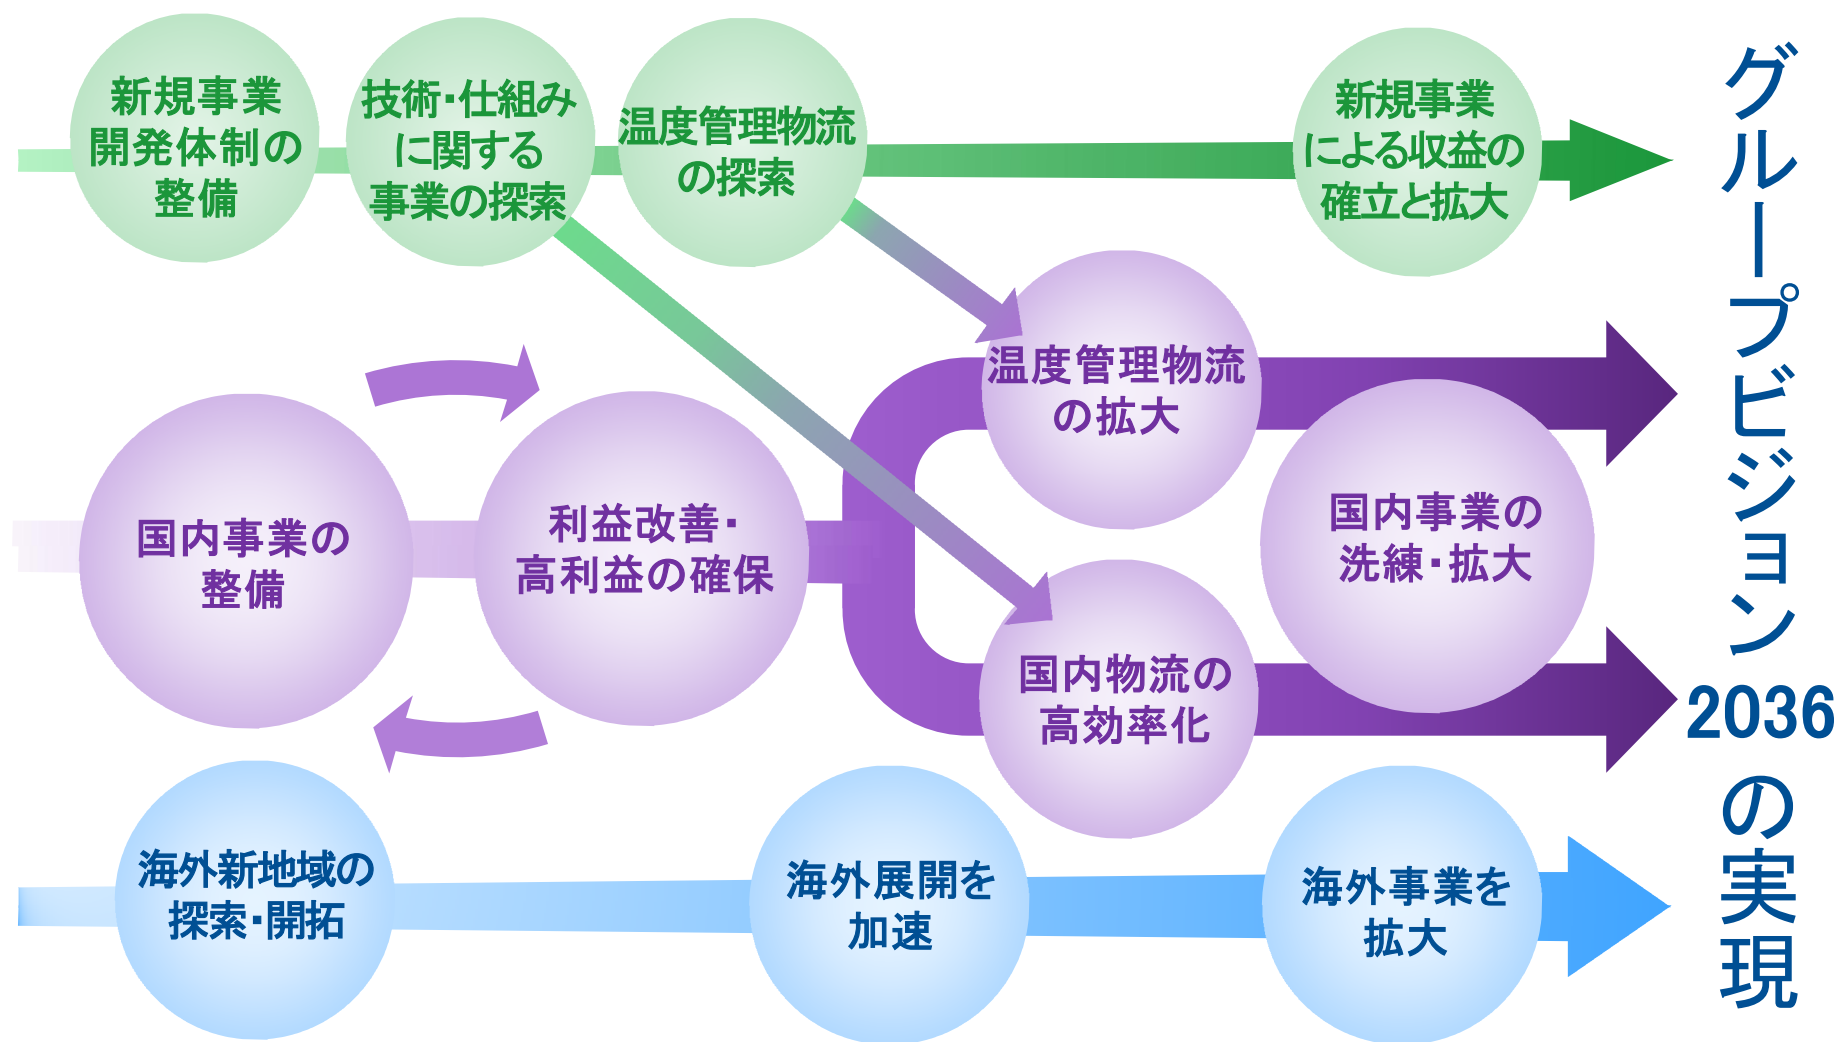 新規事業
開発体制の
整備
技術・仕組み
に関する
事業の探索
温度管理物流
の探索
新規事業
による収益の
確立と拡大
国内事業の
整備
利益改善・
高利益の確保
温度管理物流
の拡大
国内物流の
高効率化
国内事業の
洗練・拡大
海外新地域の
探索・開拓
海外展開を
加速
海外事業を
拡大
グループビジョン2036の実現